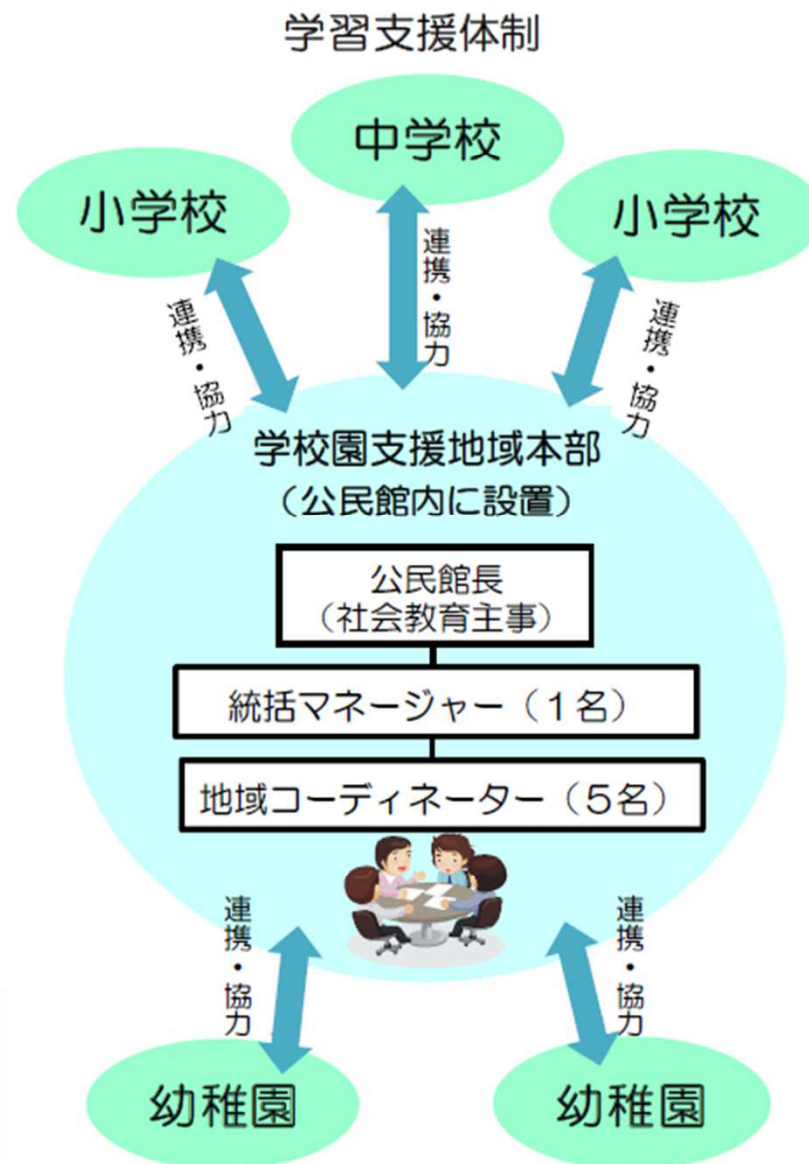 学習支援体制
中学校
小学校
小学校
連携・協力
連携・協力
連携・協力
学校園支援地域本部
（公民館内に設置）
公民館長
（社会教育主事）
統括マネージャー（１名）
地域コーディネーター（５名）
連携・協力
連携・協力
幼稚園
幼稚園